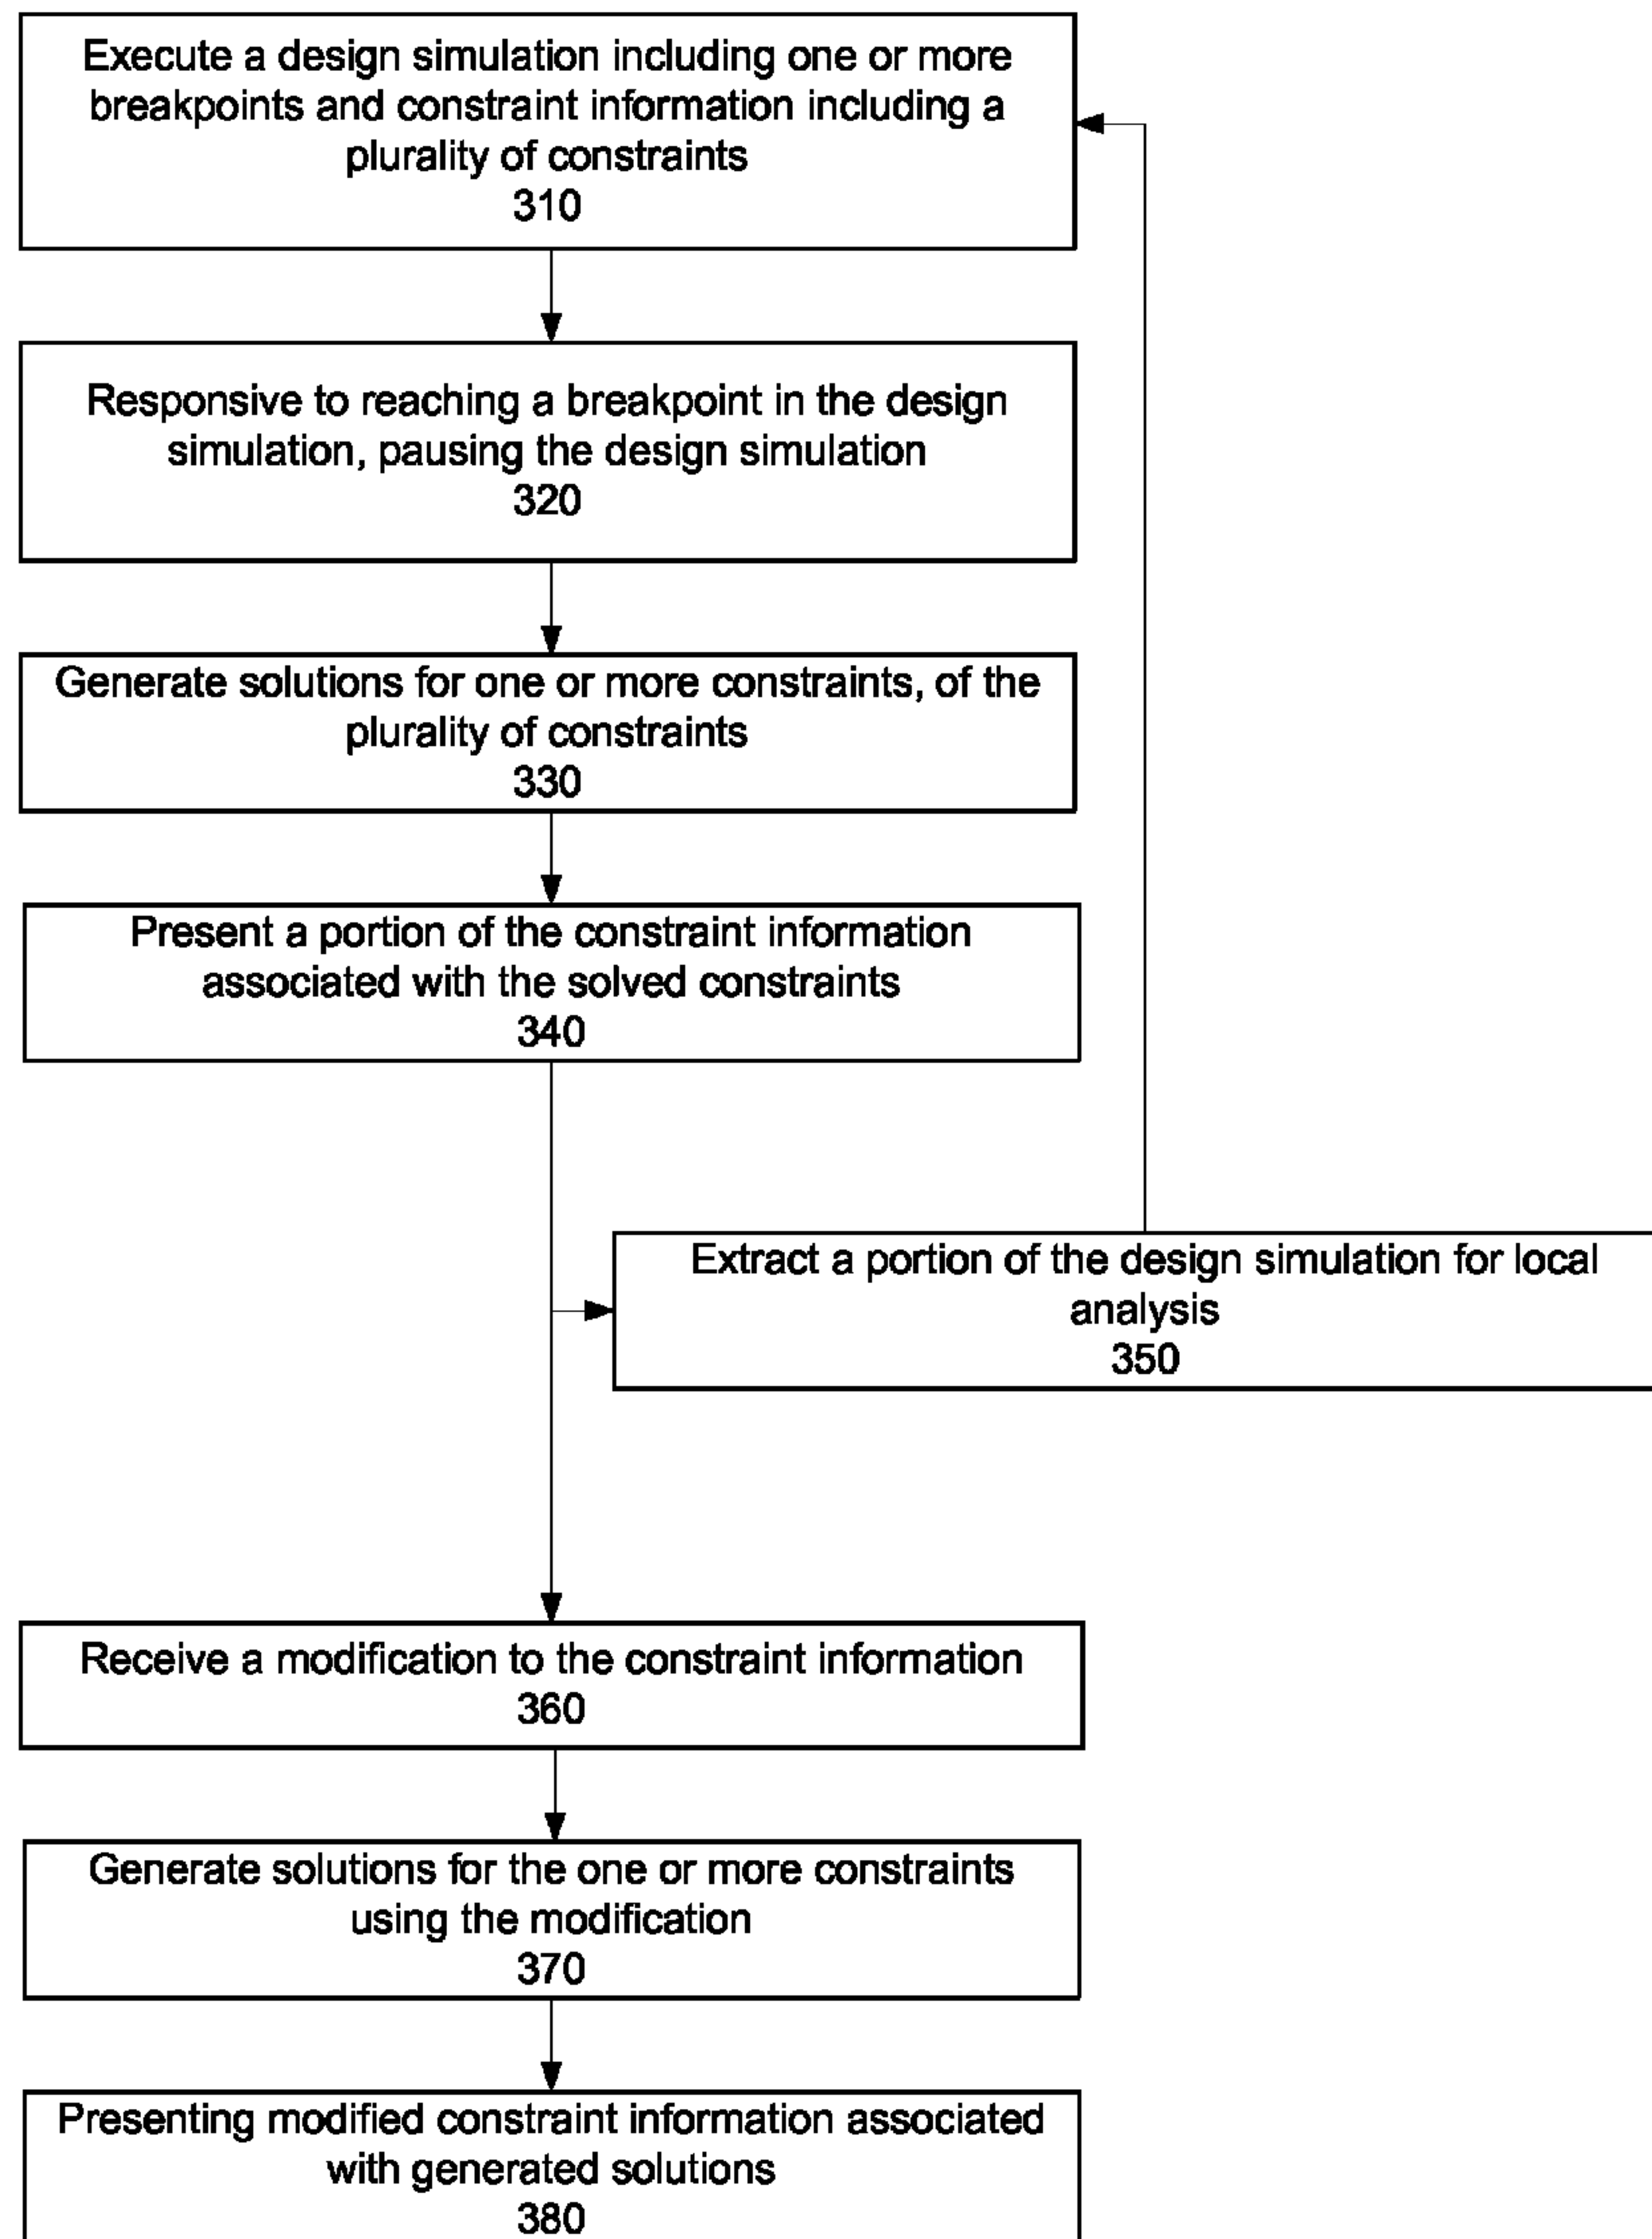 Execute a design simulation including one or more
breakpoints and constraint information including a
plurality of constraints
310
Responsive to reaching a breakpoint in the design
simulation, pausing the design simulation
320
Generate solutions for one or more constraints, of the
plurality of constraints
330
Present a portion of the constraint information
associated with the solved constraints
340
Extract a portion of the design simulation for local
analysis
350
Receive a modification to the constraint information
360
Generate solutions for the one or more constraints
using the modification
370
Presenting modified constraint information associated
with generated solutions
380